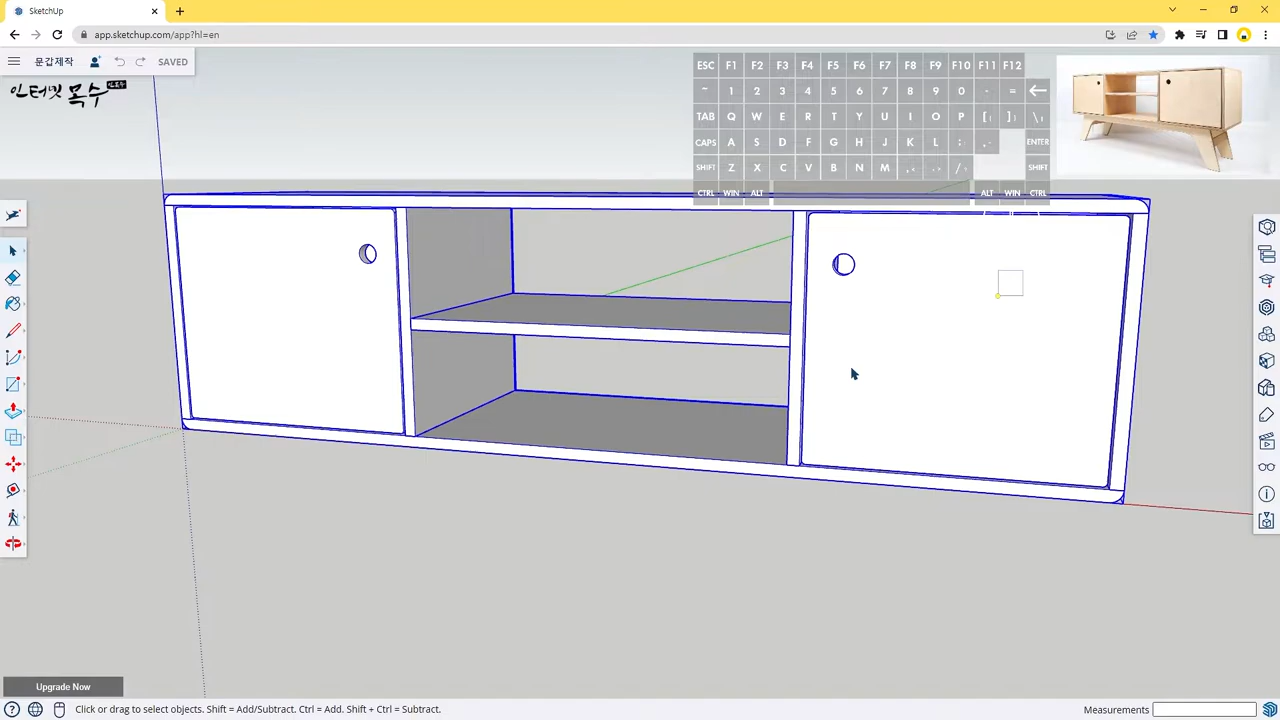 SketchUp
app.sketchup.com/app?hl=en
문갑제작 SAVED
인터넷 목수
ESC F1 F2 F3 F4 F5 F6 F7 F8 F9 F10 F11 F12
~ 1 2 3 4 5 6 7 8 9 0 - =
TAB Q W E R T Y U I O P [ ] \
CAPS A S D F G H J K L ; ENTER
SHIFT Z X C V B N M / SHIFT
CTRL WIN ALT ALT WIN CTRL
Upgrade Now
Click or drag to select objects. Shift = Add/Subtract. Ctrl = Add. Shift + Ctrl = Subtract.
Measurements